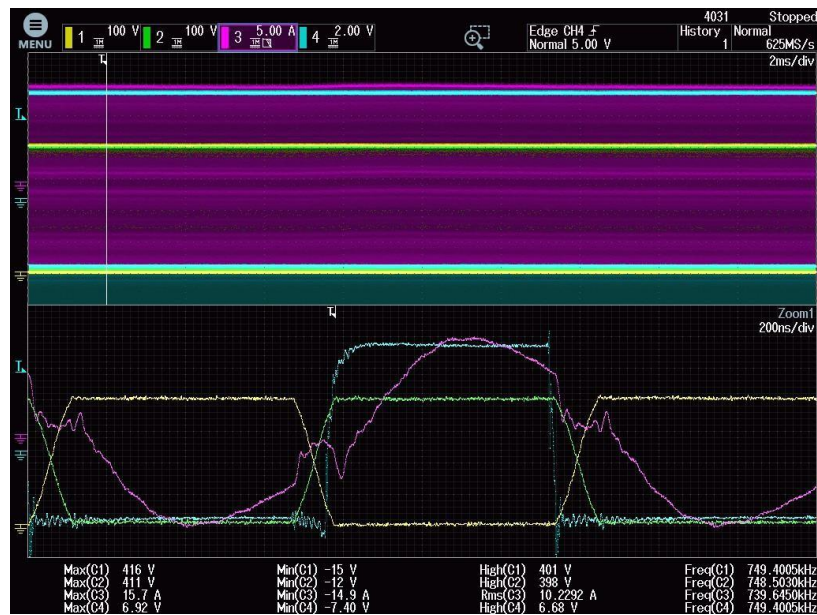 4031 Stopped
MENU
1 1M 100 V
2 1M 100 V
3 1M 5.00 A
4 1M 2.00 V
Edge CH4
Normal 5.00 V
History
1
Normal
625MS/s
2ms/div
T
T
T
Zoom1
200ns/div
T
Max(C1) 416 V Min(C1) -15 V High(C1) 401 V Freq(C1) 749.4005kHz
Max(C2) 411 V Min(C2) -12 V High(C2) 398 V Freq(C2) 748.5030kHz
Max(C3) 15.7 A Min(C3) -14.9 A Rms(C3) 10.2292 A Freq(C3) 739.6450kHz
Max(C4) 6.92 V Min(C4) -7.40 V High(C4) 6.68 V Freq(C4) 749.4005kHz